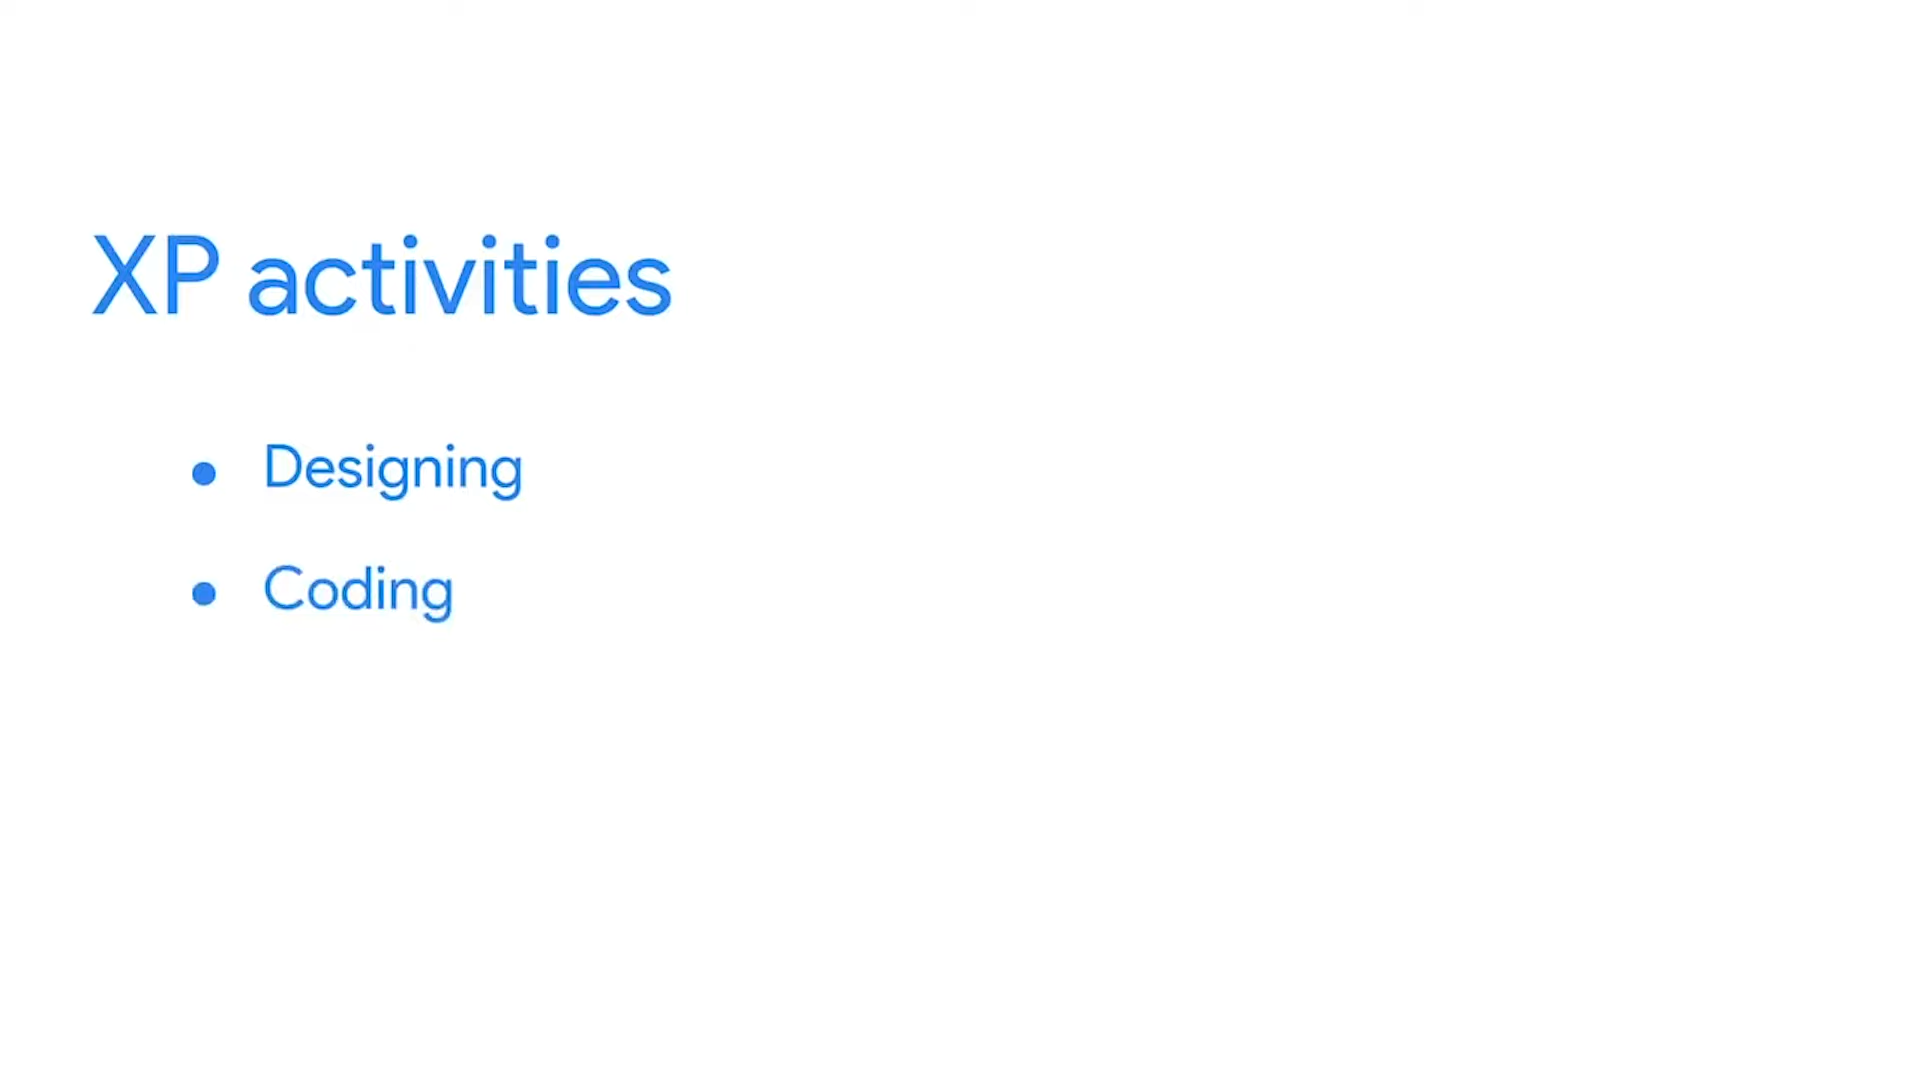 XP activities
● Designing
● Coding